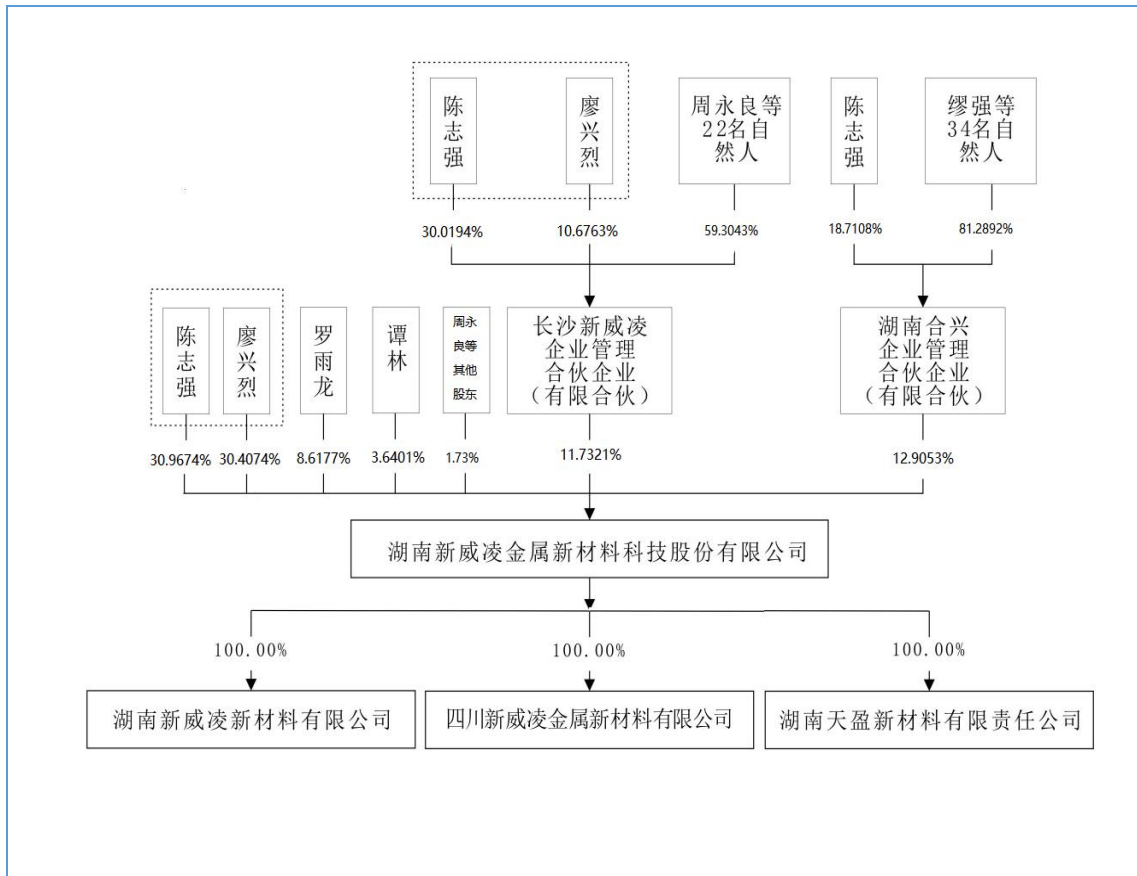 陈志强
廖兴烈
周永良等
22名自
然人
陈志强
缪强等
34名自
然人
30.0194%
10.6763%
59.3043%
18.7108%
81.2892%
陈志强
廖兴烈
罗雨龙
谭林
周永
良等
其他
股东
长沙新威凌
企业管理
合伙企业
（有限合伙）
湖南合兴
企业管理
合伙企业
（有限合伙）
30.9674%
30.4074%
8.6177%
3.6401%
1.73%
11.7321%
12.9053%
湖南新威凌金属新材料科技股份有限公司
100.00%
100.00%
100.00%
湖南新威凌新材料有限公司
四川新威凌金属新材料有限公司
湖南天盈新材料有限责任公司